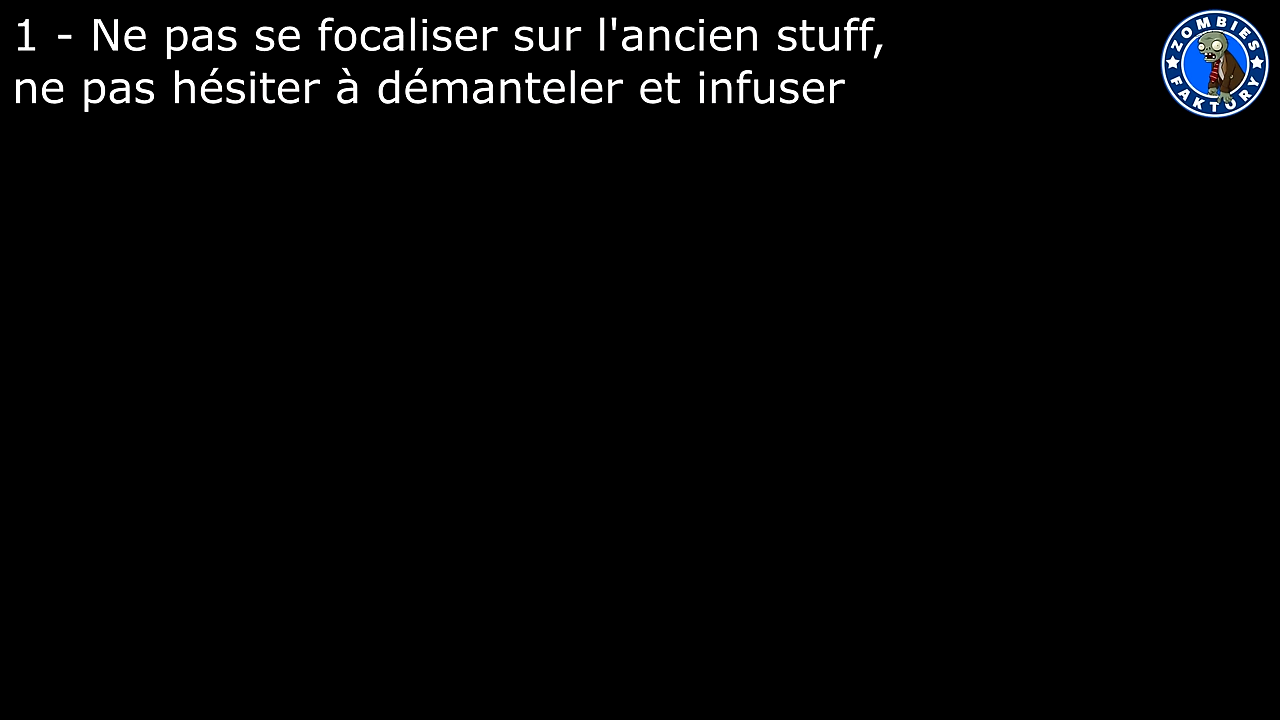 1 - Ne pas se focaliser sur l'ancien stuff,
ne pas hésiter à démanteler et infuser
ZOMBIES
FAKTORY